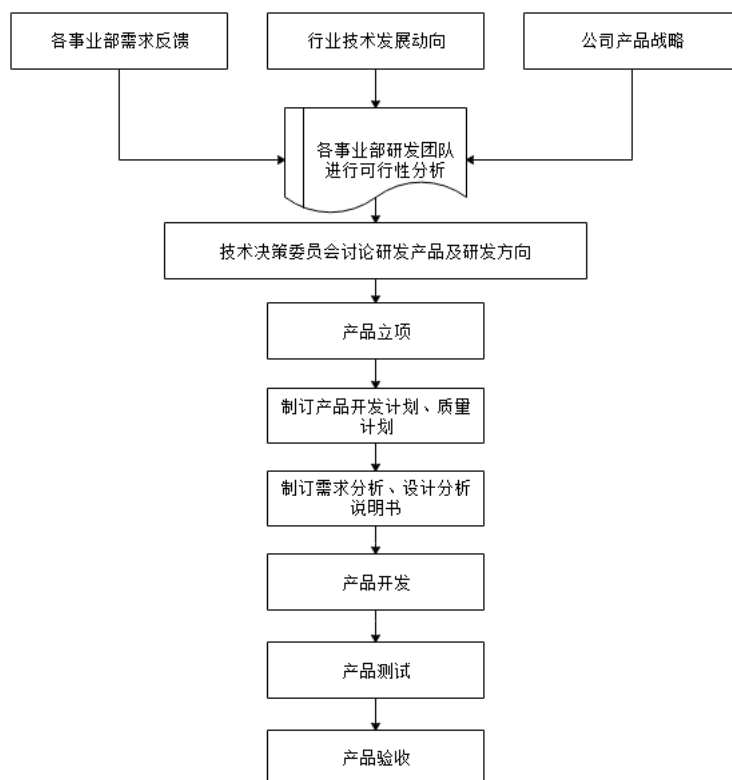 各事业部需求反馈
行业技术发展动向
公司产品战略
各事业部研发团队
进行可行性分析
技术决策委员会讨论研发产品及研发方向
产品立项
制订产品开发计划、质量
计划
制订需求分析、设计分析
说明书
产品开发
产品测试
产品验收